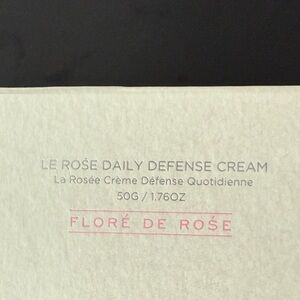 LE ROSE DAILY DEFENSE CREAM
La Rosée Crème Défense Quotidienne
50G / 1.76OZ
FLORÉ DE ROSE